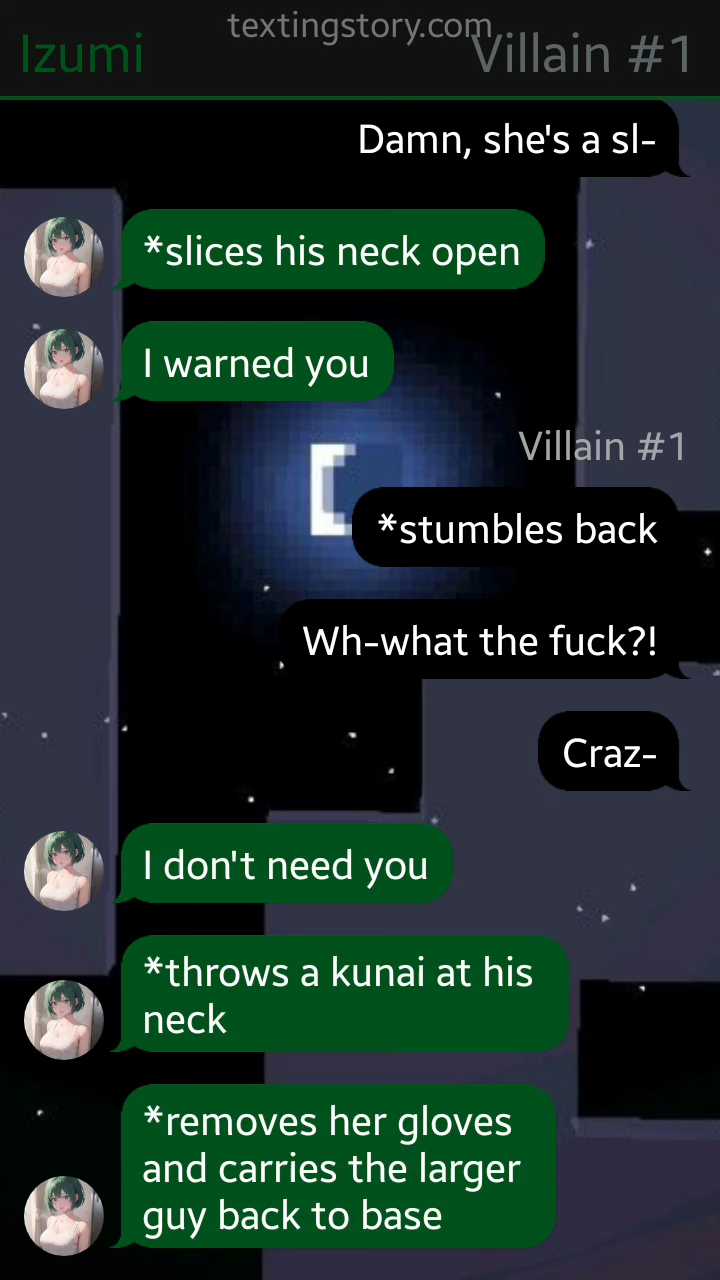 textingstory.com
Izumi
Villain #1
Damn, she's a sl-
*slices his neck open
I warned you
Villain #1
*stumbles back
Wh-what the fuck?!
Craz-
I don't need you
*throws a kunai at his
neck
*removes her gloves
and carries the larger
guy back to base